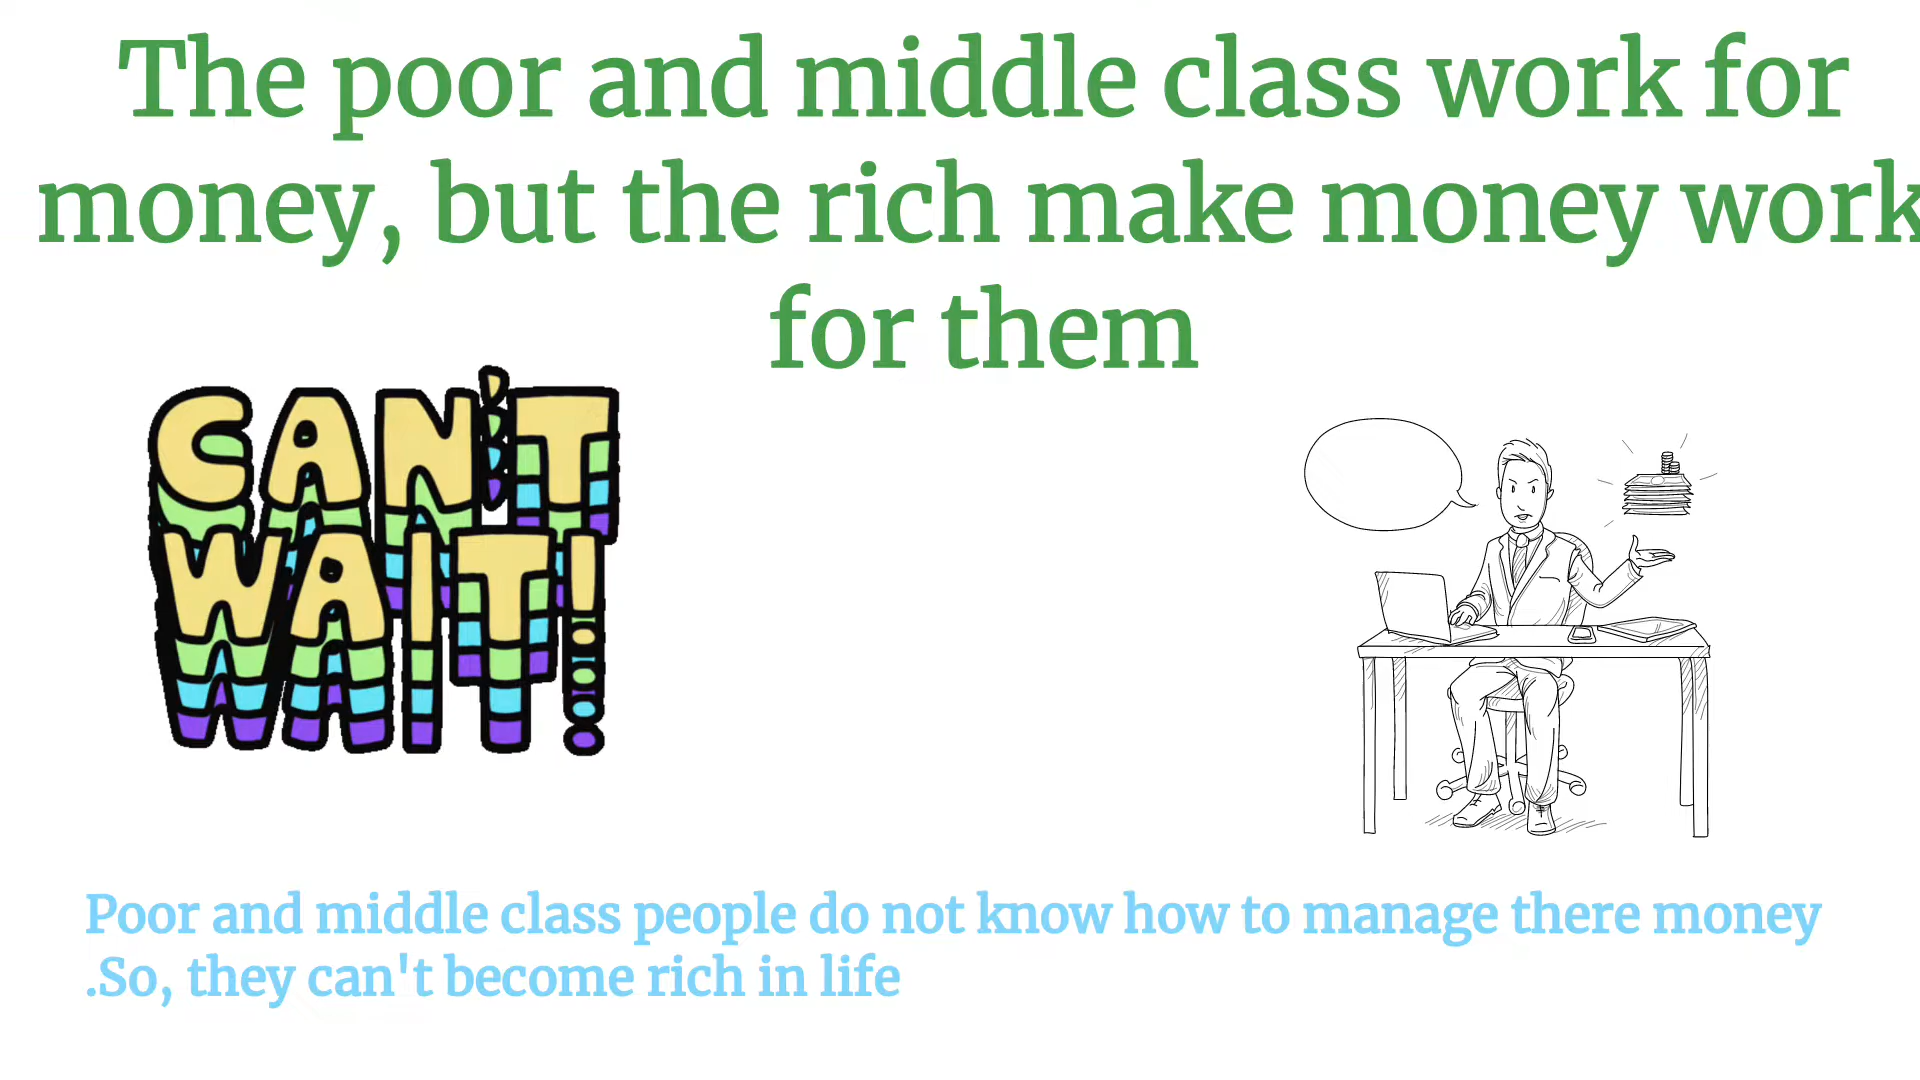 The poor and middle class work for
money, but the rich make money work
for them
CAN'T
WAIT!
Poor and middle class people do not know how to manage there money
.So, they can't become rich in life